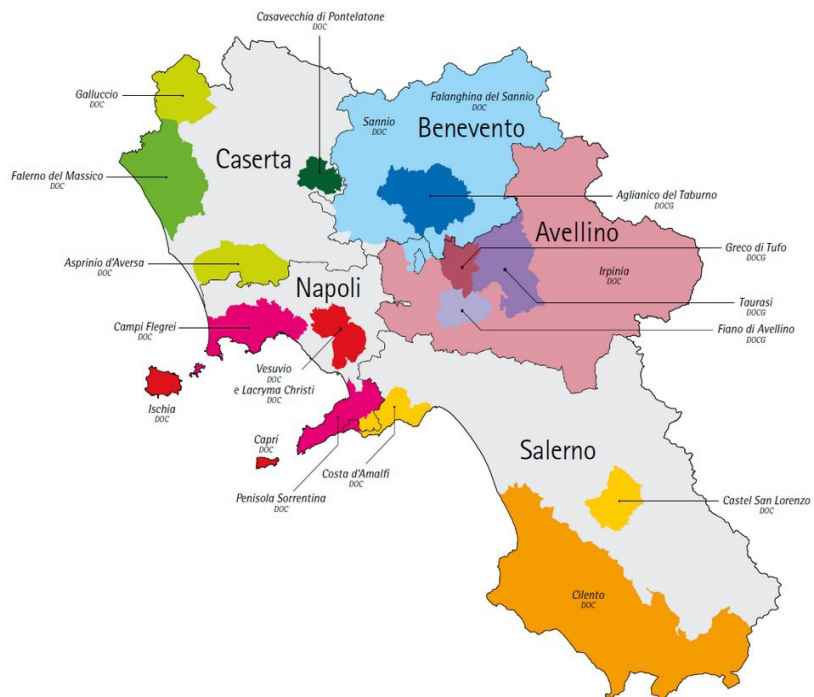 Casavecchia di Pontelatone
DOC
Galluccio
DOC
Falanghina del Sannio
DOC
Sannio
DOC
Benevento
Caserta
Falerno del Massico
DOC
Aglianico del Taburno
DOCG
Avellino
Greco di Tufo
DOCG
Asprinio d'Aversa
DOC
Irpinia
DOC
Napoli
Taurasi
DOCG
Campi Flegrei
DOC
Fiano di Avellino
DOCG
Vesuvio
DOC
e Lacryma Christi
DOC
Ischia
DOC
Capri
DOC
Salerno
Costa d'Amalfi
DOC
Penisola Sorrentina
DOC
Castel San Lorenzo
DOC
Cilento
DOC